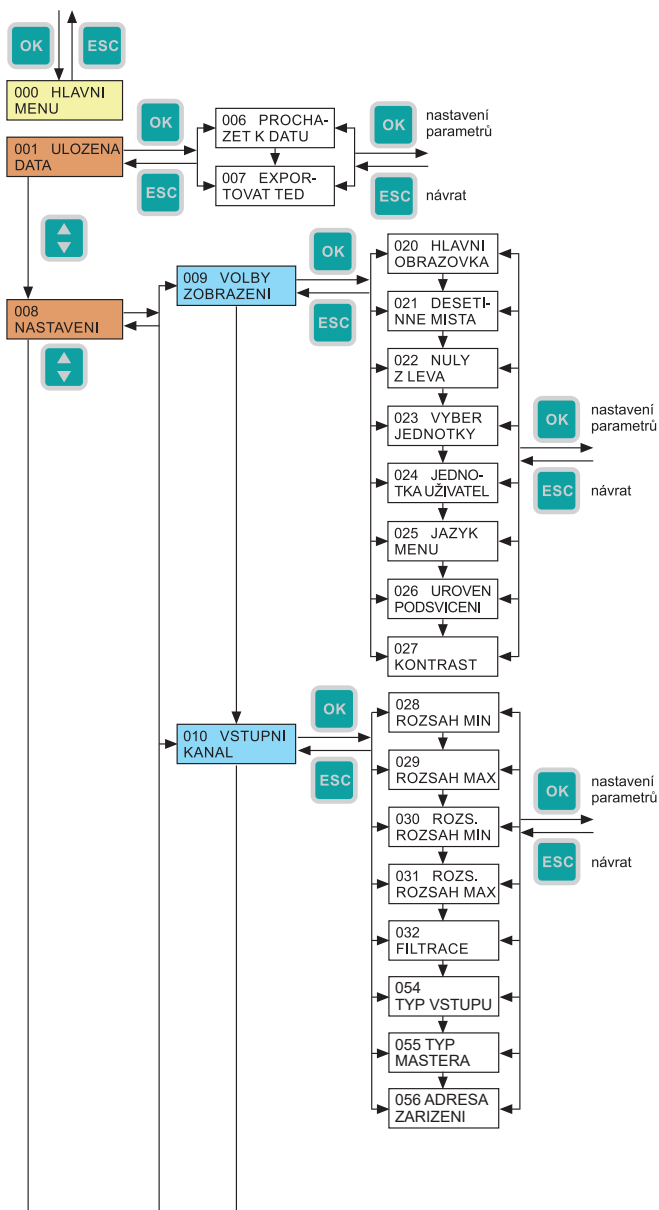 OK
ESC
000 HLAVNI
MENU
001 ULOZENA
DATA
OK
ESC
006 PROCHA-
ZET K DATU
007 EXPOR-
TOVAT TED
OK
nastavení
parametrů
ESC
návrat
008
NASTAVENI
009 VOLBY
ZOBRAZENI
OK
ESC
020 HLAVNI
OBRAZOVKA
021 DESETI-
NNE MISTA
022 NULY
Z LEVA
023 VYBER
JEDNOTKY
024 JEDNO-
TKA UŽIVATEL
025 JAZYK
MENU
026 UROVEN
PODSVICENI
027
KONTRAST
OK
nastavení
parametrů
ESC
návrat
010 VSTUPNI
KANAL
OK
ESC
028
ROZSAH MIN
029
ROZSAH MAX
030 ROZS.
ROZSAH MIN
031 ROZS.
ROZSAH MAX
032
FILTRACE
054
TYP VSTUPU
055 TYP
MASTERA
056 ADRESA
ZARIZENI
OK
nastavení
parametrů
ESC
návrat